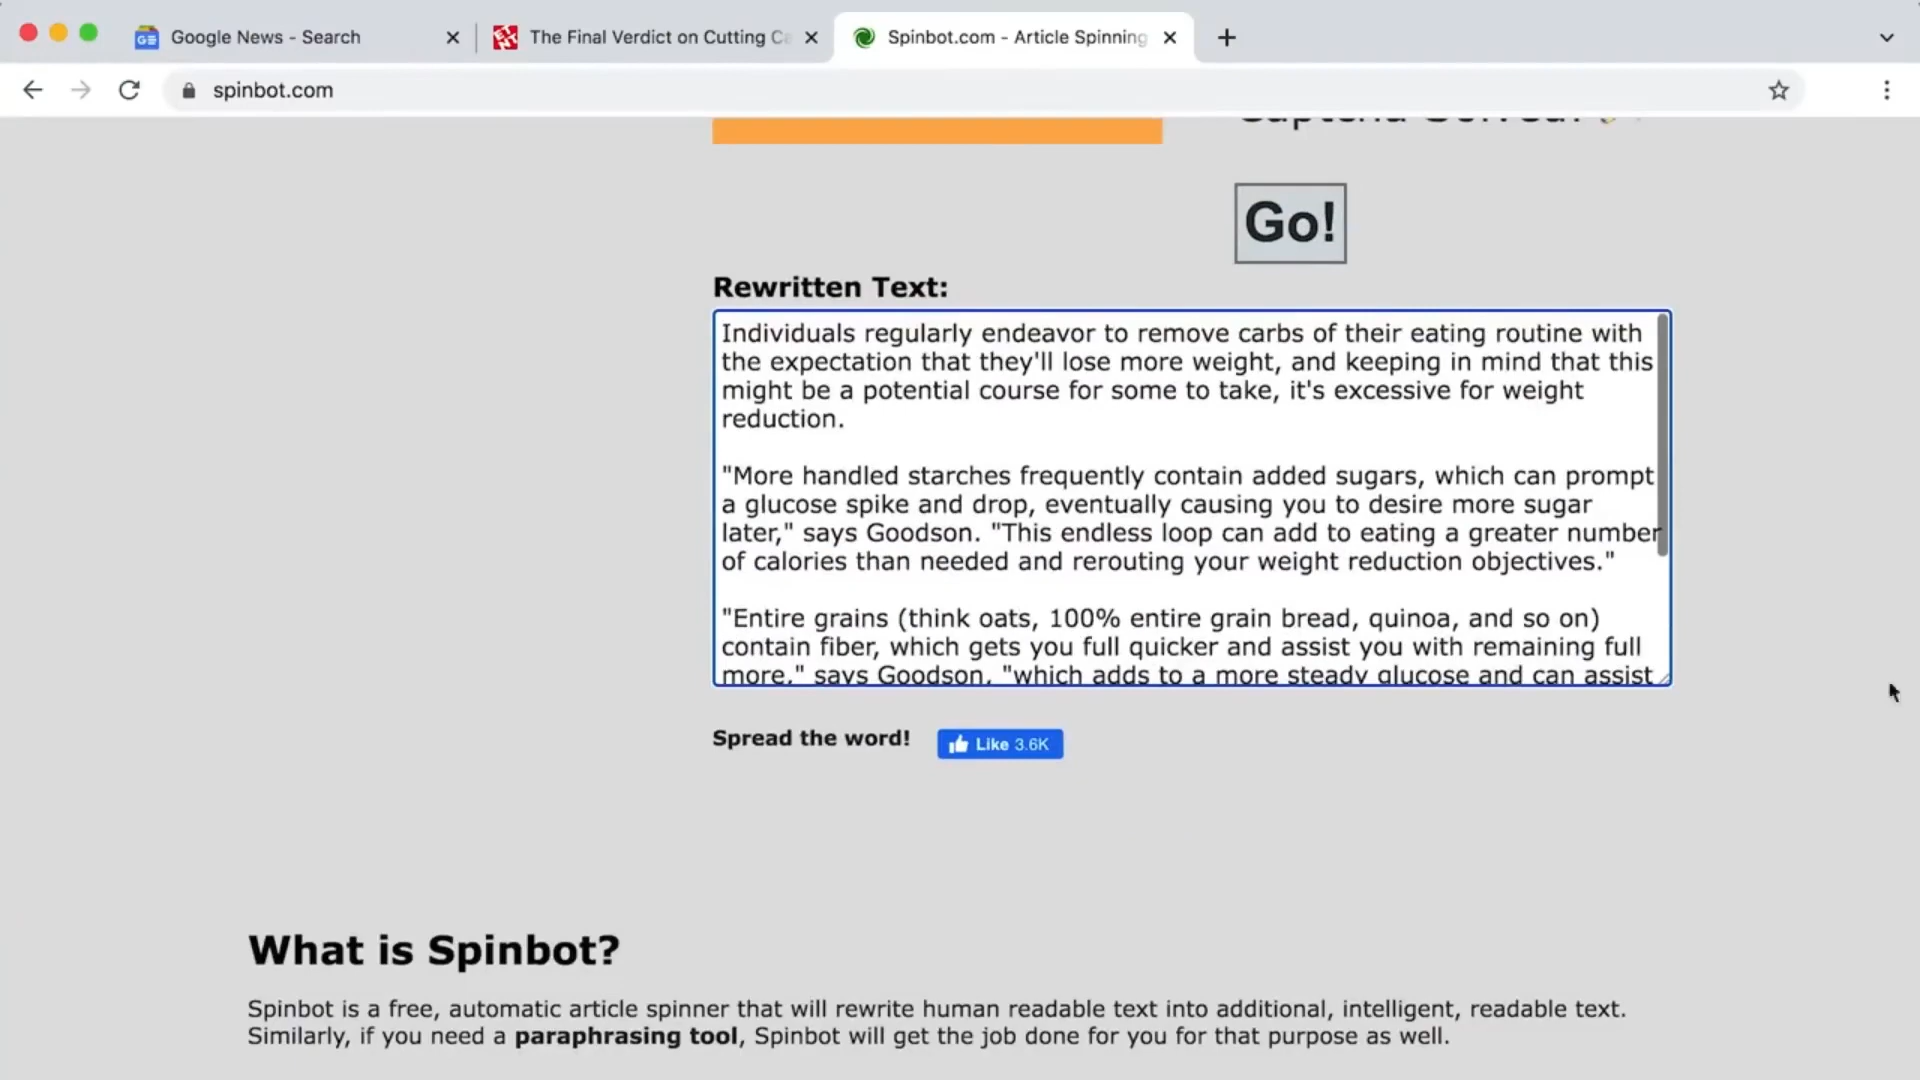 Google News - Search
The Final Verdict on Cutting Ca
Spinbot.com - Article Spinning
spinbot.com
Go!
Rewritten Text:
Individuals regularly endeavor to remove carbs of their eating routine with
the expectation that they'll lose more weight, and keeping in mind that this
might be a potential course for some to take, it's excessive for weight
reduction.
"More handled starches frequently contain added sugars, which can prompt
a glucose spike and drop, eventually causing you to desire more sugar
later," says Goodson. "This endless loop can add to eating a greater number
of calories than needed and rerouting your weight reduction objectives."
"Entire grains (think oats, 100% entire grain bread, quinoa, and so on)
contain fiber, which gets you full quicker and assist you with remaining full
more," says Goodson, "which adds to a more steady glucose and can assist
Spread the word!
Like 3.6K
What is Spinbot?
Spinbot is a free, automatic article spinner that will rewrite human readable text into additional, intelligent, readable text.
Similarly, if you need a paraphrasing tool, Spinbot will get the job done for you for that purpose as well.